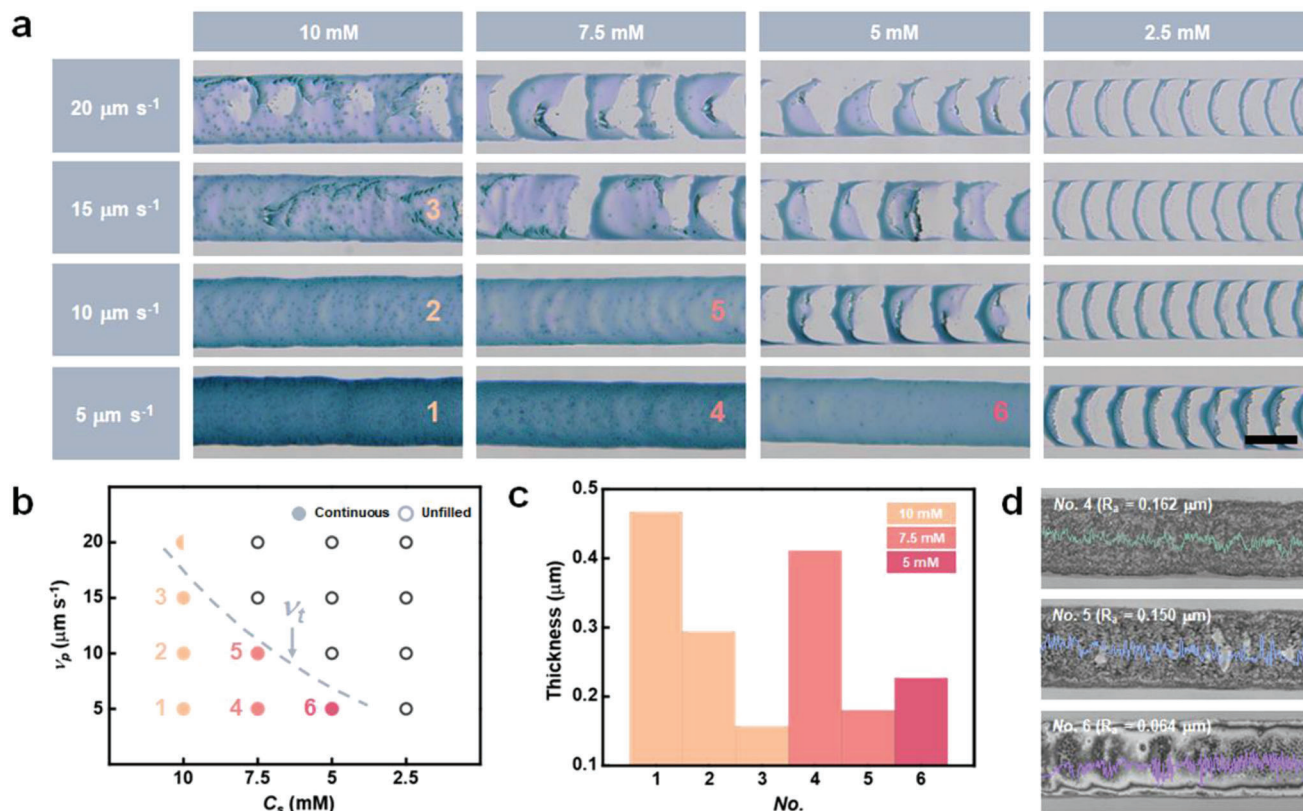 a
10 mM 7.5 mM 5 mM 2.5 mM
20 μm s-1
15 μm s-1
3
10 μm s-1
2 5
5 μm s-1
1 4 6
b
Continuous Unfilled
20
15
10
5
νp (μm s-1)
3
2 5
1 4 6
νt
10 7.5 5 2.5
Cs (mM)
c
0.5
0.4
0.3
0.2
0.1
Thickness (μm)
10 mM
7.5 mM
5 mM
1 2 3 4 5 6
No.
d
No. 4 (Ra = 0.162 μm)
No. 5 (Ra = 0.150 μm)
No. 6 (Ra = 0.064 μm)